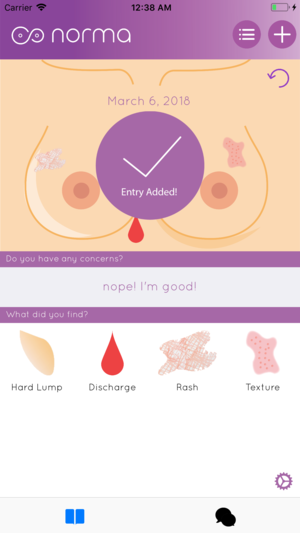 Carrier 12:38 AM
norma
March 6, 2018
Entry Added!
Do you have any concerns?
nope! I'm good!
What did you find?
Hard Lump Discharge Rash Texture